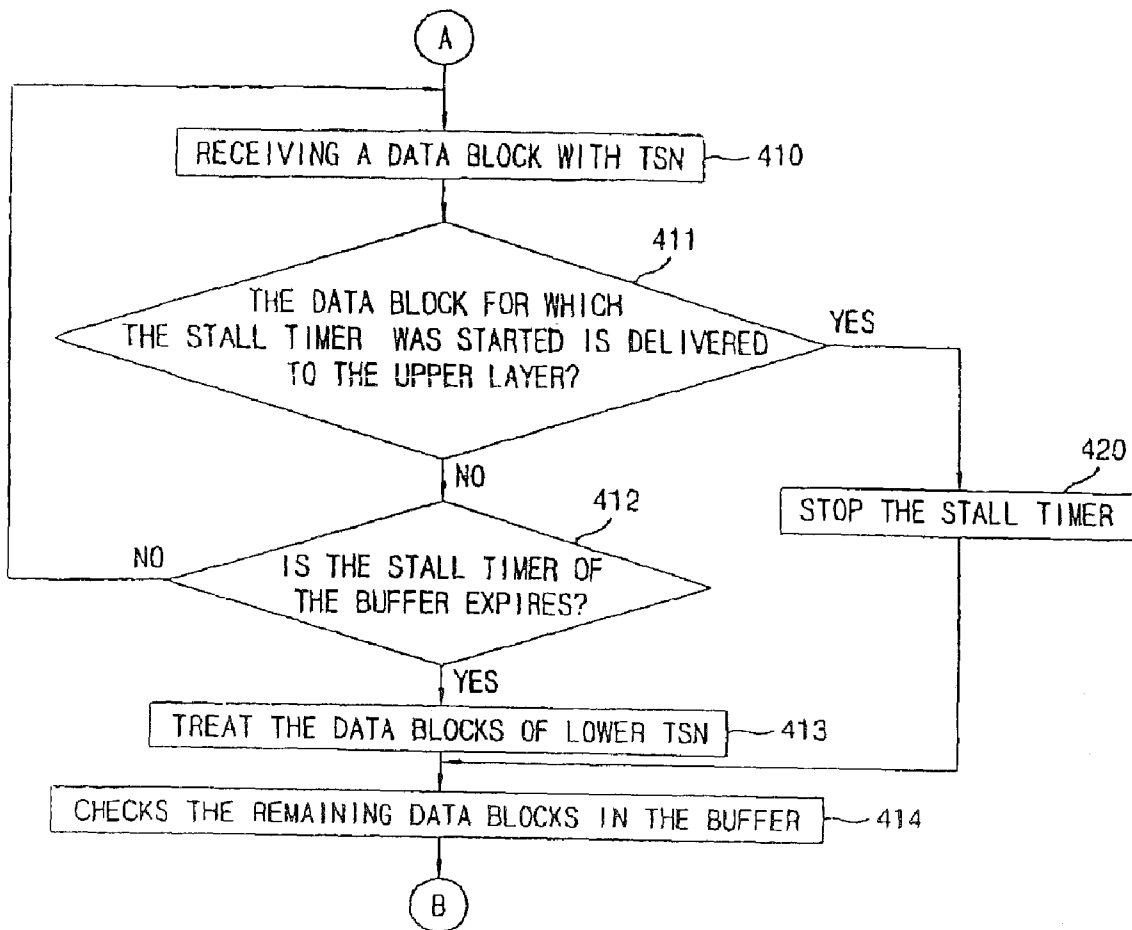 A
RECEIVING A DATA BLOCK WITH TSN
410
411
THE DATA BLOCK FOR WHICH
THE STALL TIMER WAS STARTED IS DELIVERED
TO THE UPPER LAYER?
YES
NO
420
STOP THE STALL TIMER
412
NO
IS THE STALL TIMER OF
THE BUFFER EXPIRES?
YES
TREAT THE DATA BLOCKS OF LOWER TSN
413
CHECKS THE REMAINING DATA BLOCKS IN THE BUFFER
414
B